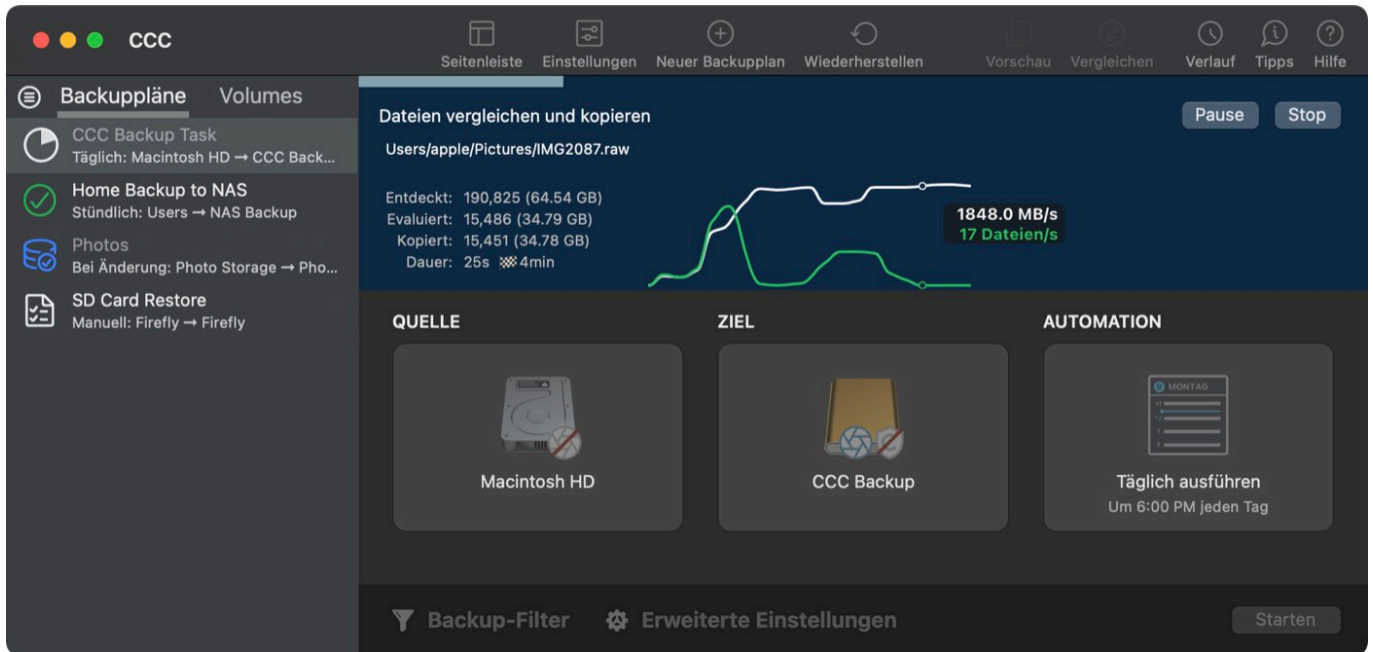 CCC
Seitenleiste
Einstellungen
Neuer Backupplan
Wiederherstellen
Vorschau
Vergleichen
Verlauf
Tipps
Hilfe
Backuppläne
Volumes
CCC Backup Task
Täglich: Macintosh HD → CCC Back...
Home Backup to NAS
Stündlich: Users → NAS Backup
Photos
Bei Änderung: Photo Storage → Pho...
SD Card Restore
Manuell: Firefly → Firefly
Dateien vergleichen und kopieren
Pause
Stop
Users/apple/Pictures/IMG2087.raw
Entdeckt: 190,825 (64.54 GB)
Evaluiert: 15,486 (34.79 GB)
Kopiert: 15,451 (34.78 GB)
Dauer: 25s 4min
1848.0 MB/s
17 Dateien/s
QUELLE
ZIEL
AUTOMATION
Macintosh HD
CCC Backup
MONTAG
11
12
1
2
Täglich ausführen
Um 6:00 PM jeden Tag
Backup-Filter
Erweiterte Einstellungen
Starten